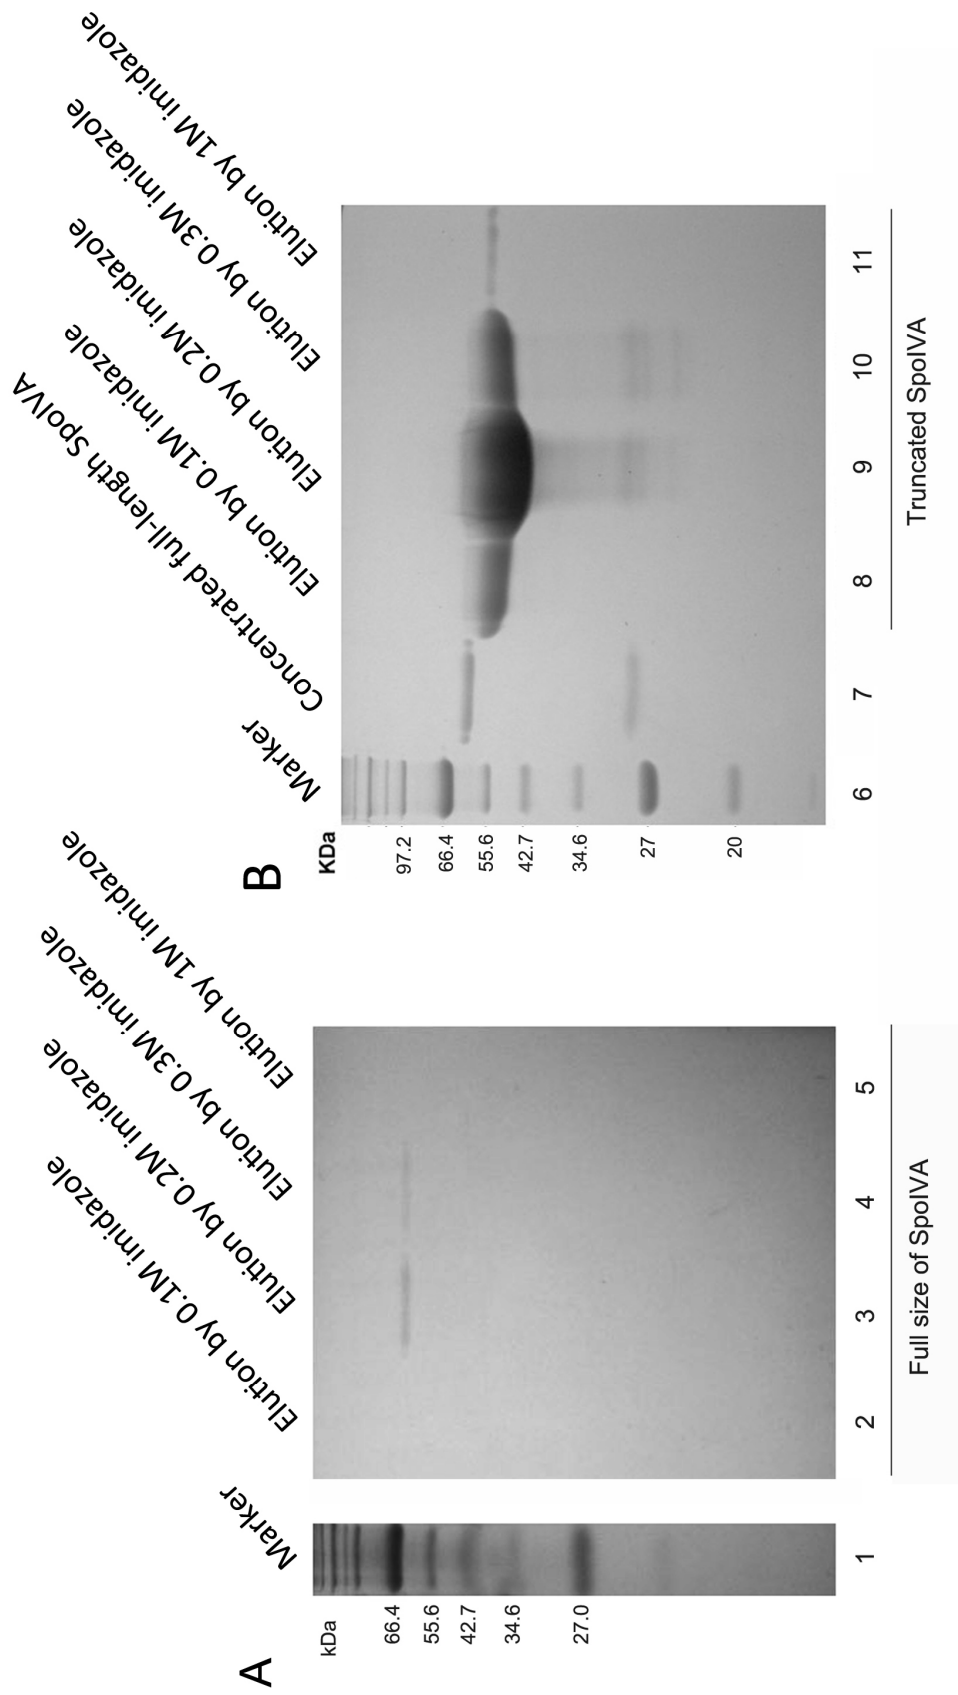 A
Marker
Elution by 0.1M imidazole
Elution by 0.2M imidazole
Elution by 0.3M imidazole
Elution by 1M imidazole
kDa
66.4
55.6
42.7
34.6
27.0
1
2
3
4
5
Full size of SpoIVA
B
Marker
Concentrated full-length SpoIVA
Elution by 0.1M imidazole
Elution by 0.2M imidazole
Elution by 0.3M imidazole
Elution by 1M imidazole
KDa
97.2
66.4
55.6
42.7
34.6
27
20
6
7
8
9
10
11
Truncated SpoIVA